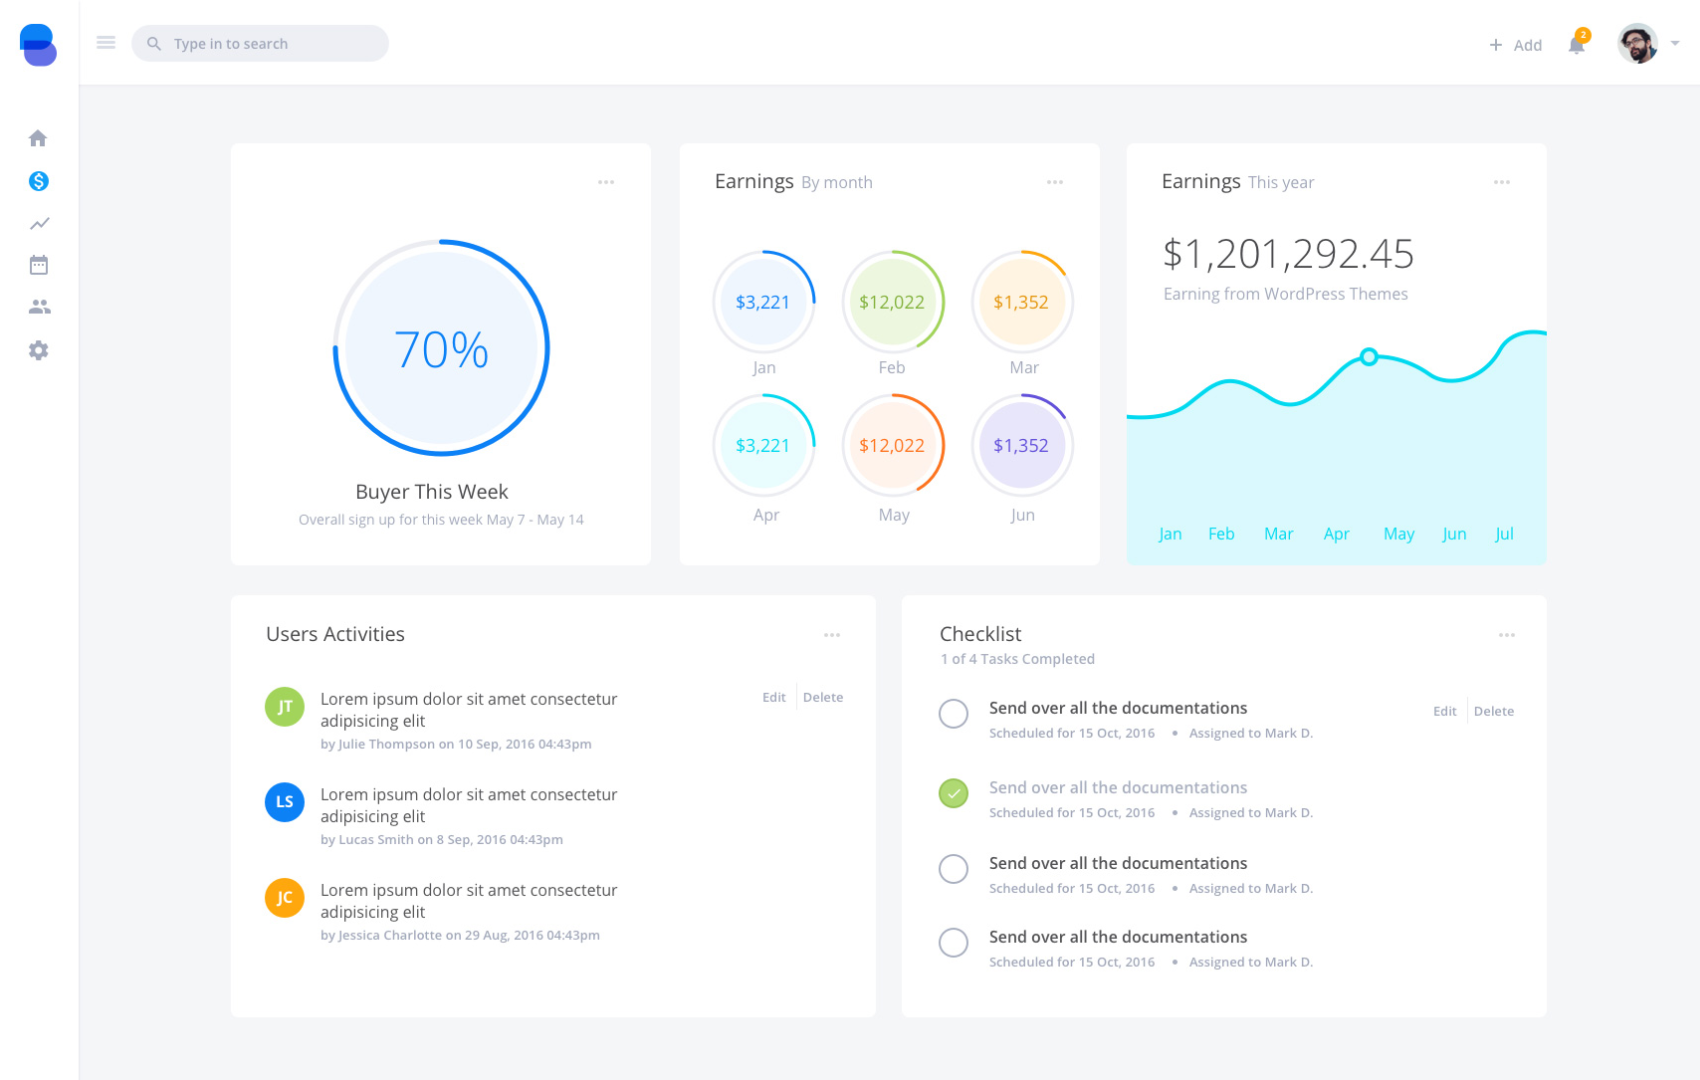 Type in to search
+ Add
2
70%
Buyer This Week
Overall sign up for this week May 7 - May 14
Earnings By month
$3,221
$12,022
$1,352
Jan
Feb
Mar
$3,221
$12,022
$1,352
Apr
May
Jun
Earnings This year
$1,201,292.45
Earning from WordPress Themes
Jan Feb Mar Apr May Jun Jul
Users Activities
JT
Lorem ipsum dolor sit amet consectetur
adipisicing elit
by Julie Thompson on 10 Sep, 2016 04:43pm
Edit Delete
LS
Lorem ipsum dolor sit amet consectetur
adipisicing elit
by Lucas Smith on 8 Sep, 2016 04:43pm
JC
Lorem ipsum dolor sit amet consectetur
adipisicing elit
by Jessica Charlotte on 29 Aug, 2016 04:43pm
Checklist
1 of 4 Tasks Completed
Send over all the documentations
Scheduled for 15 Oct, 2016 • Assigned to Mark D.
Edit Delete
Send over all the documentations
Scheduled for 15 Oct, 2016 • Assigned to Mark D.
Send over all the documentations
Scheduled for 15 Oct, 2016 • Assigned to Mark D.
Send over all the documentations
Scheduled for 15 Oct, 2016 • Assigned to Mark D.